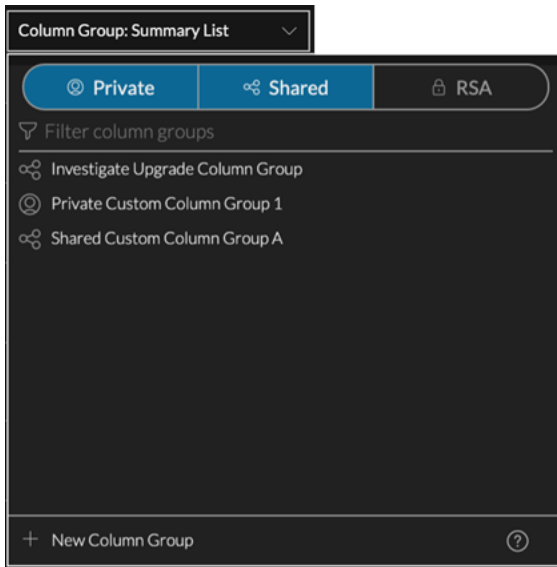 Column Group: Summary List
Private Shared RSA
Filter column groups
Investigate Upgrade Column Group
Private Custom Column Group 1
Shared Custom Column Group A
+ New Column Group ?